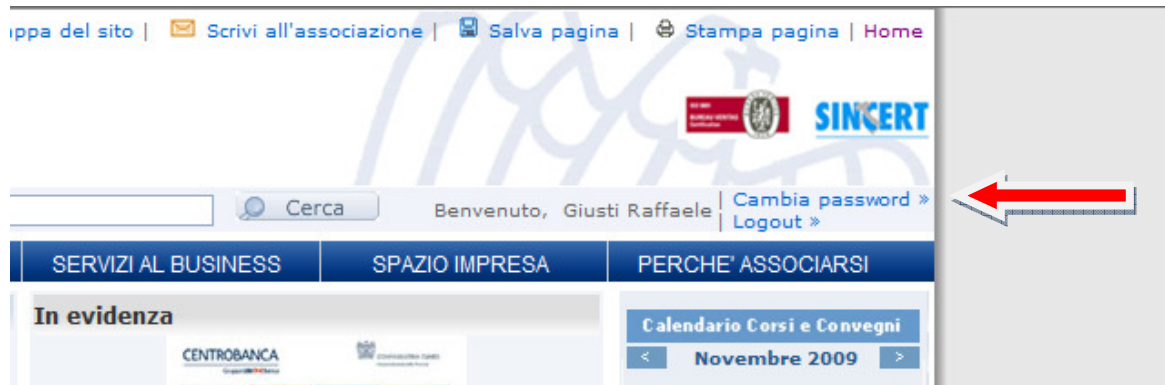 ppa del sito | Scrivi all'associazione | Salva pagina | Stampa pagina | Home
SINCERT
Cerca
Benvenuto, Giusti Raffaele
Cambia password »
Logout »
SERVIZI AL BUSINESS
SPAZIO IMPRESA
PERCHE' ASSOCIARSI
In evidenza
Calendario Corsi e Convegni
CENTROBANCA
< Novembre 2009 >